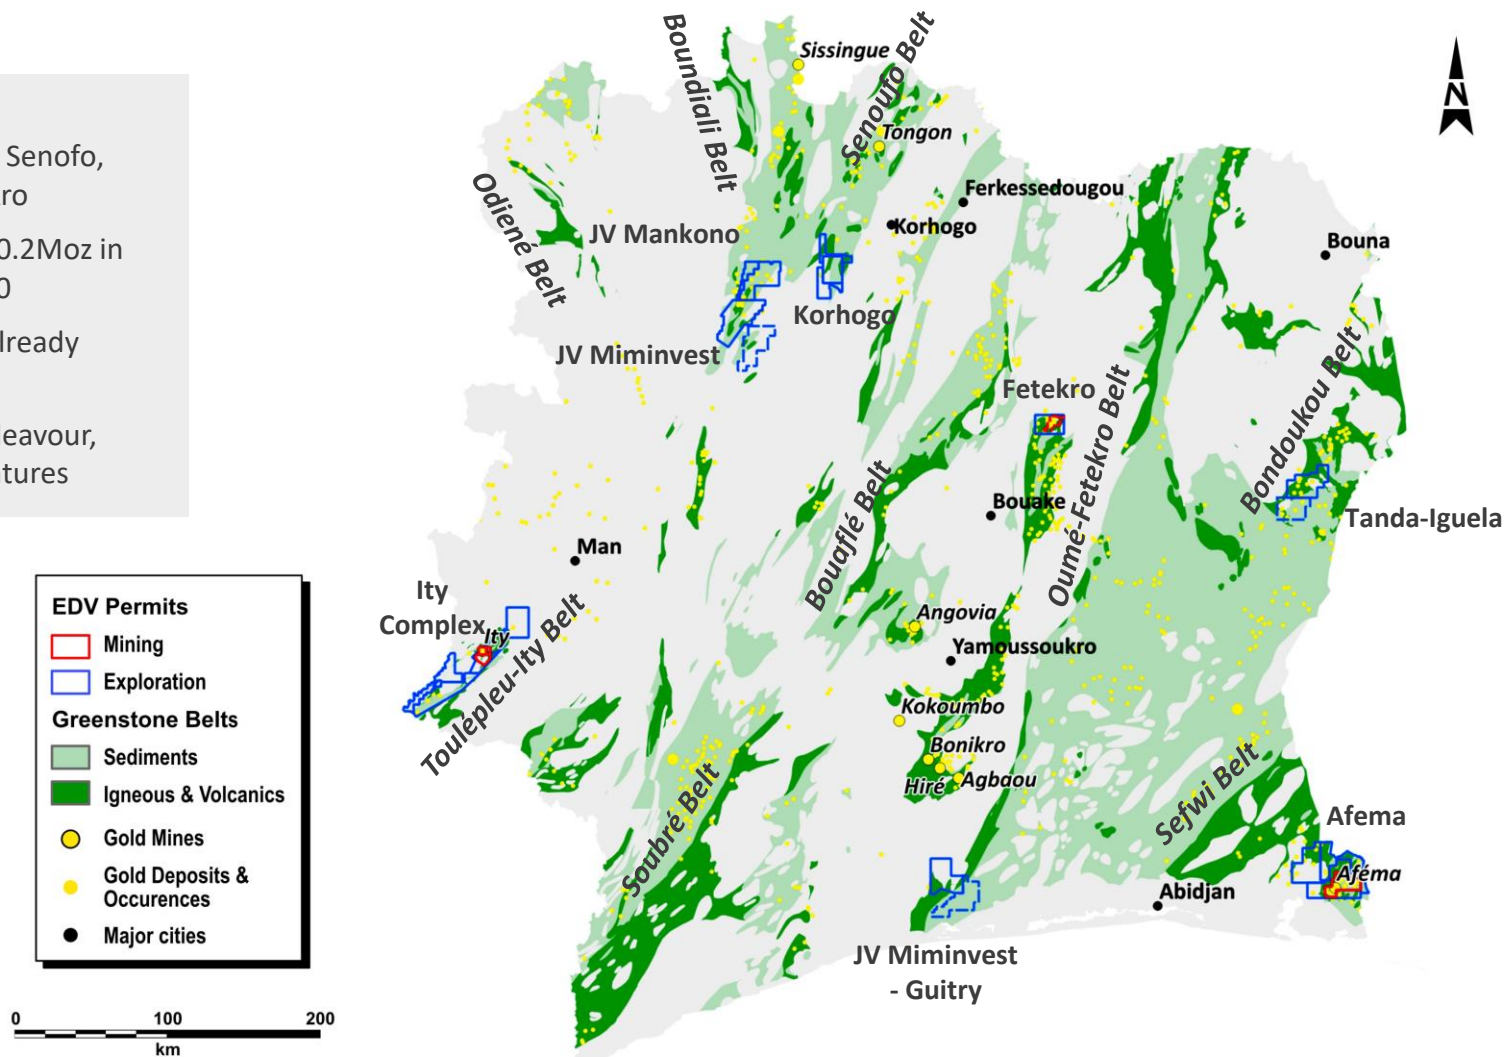 Senofo,
ro
0.2Moz in
0
lready
deavour,
ntures
EDV Permits
Mining
Exploration
Greenstone Belts
Sediments
Igneous & Volcanics
Gold Mines
Gold Deposits &
Occurences
Major cities
0 100 200
km
N
Boundiali Belt
Sissingue
Senoufo Belt
Tongon
Odiené Belt
Ferkessedougou
Korhogo
JV Mankono
Bouna
Korhogo
JV Miminvest
Fetekro
Oumé-Fetekro Belt
Bondoukou Belt
Bouaflé Belt
Bouake
Tanda-Iguela
Man
Ity
Complex
Ity
Toulepleu-Ity Belt
Angovia
Yamoussoukro
Kokoumbo
Bonikro
Hiré
Agbaou
Soubré Belt
Sefwi Belt
Afema
Aféma
Abidjan
JV Miminvest
- Guitry